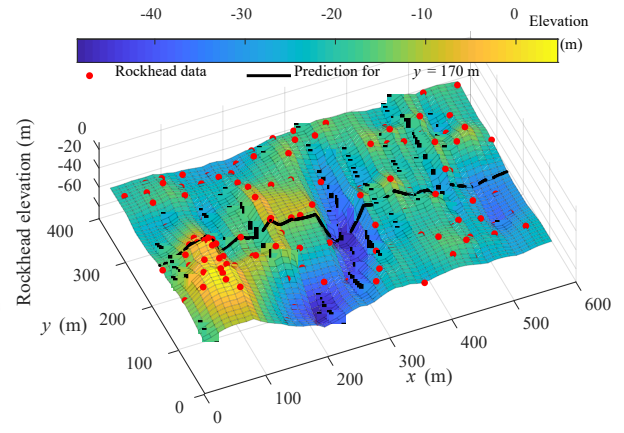 -40 -30 -20 -10 0 Elevation
(m)
Rockhead data Prediction for y = 170 m
Rockhead elevation (m)
0
-20
-40
-60
400
300
200
100
0
y (m)
0
100
200
300
400
500
600
x (m)